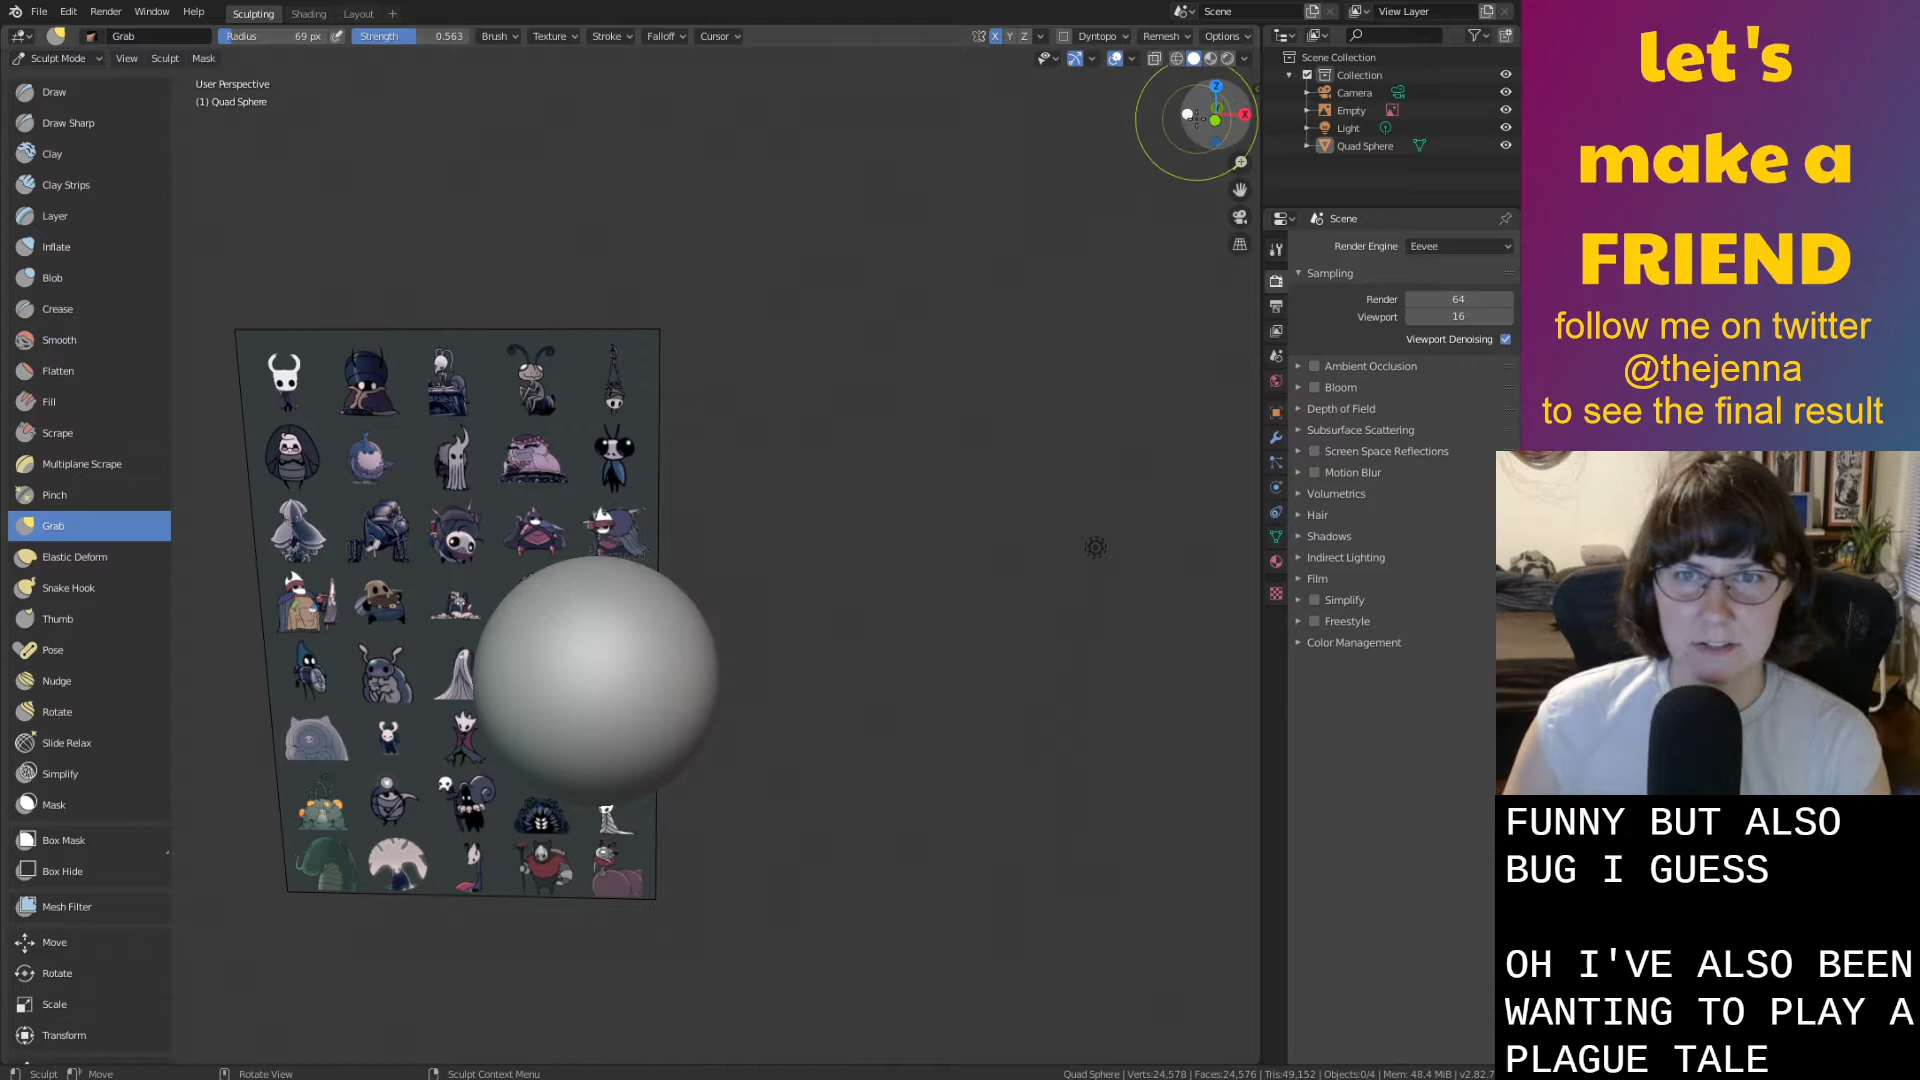 File Edit Render Window Help Sculpting Shading Layout + Scene View Layer
Grab Radius 69 px Strength 0.563 Brush Texture Stroke Falloff Cursor X Y Z Dyntopo Remesh Options
Sculpt Mode View Sculpt Mask
User Perspective
(1) Quad Sphere
Draw
Draw Sharp
Clay
Clay Strips
Layer
Inflate
Blob
Crease
Smooth
Flatten
Fill
Scrape
Multiplane Scrape
Pinch
Grab
Elastic Deform
Snake Hook
Thumb
Pose
Nudge
Rotate
Slide Relax
Simplify
Mask
Box Mask
Box Hide
Mesh Filter
Move
Rotate
Scale
Transform
Z
X
Scene Collection
Collection
Camera
Empty
Light
Quad Sphere
Scene
Render Engine Eevee
Sampling
Render 64
Viewport 16
Viewport Denoising
Ambient Occlusion
Bloom
Depth of Field
Subsurface Scattering
Screen Space Reflections
Motion Blur
Volumetrics
Hair
Shadows
Indirect Lighting
Film
Simplify
Freestyle
Color Management
let's
make a
FRIEND
follow me on twitter
@thejenna
to see the final result
FUNNY BUT ALSO
BUG I GUESS
OH I'VE ALSO BEEN
WANTING TO PLAY A
PLAGUE TALE
Sculpt Move Rotate View Sculpt Context Menu Quad Sphere | Verts:24,578 | Faces:24,576 | Tris:49,152 | Objects:0/4 | Mem: 48.4 MiB | v2.82.7